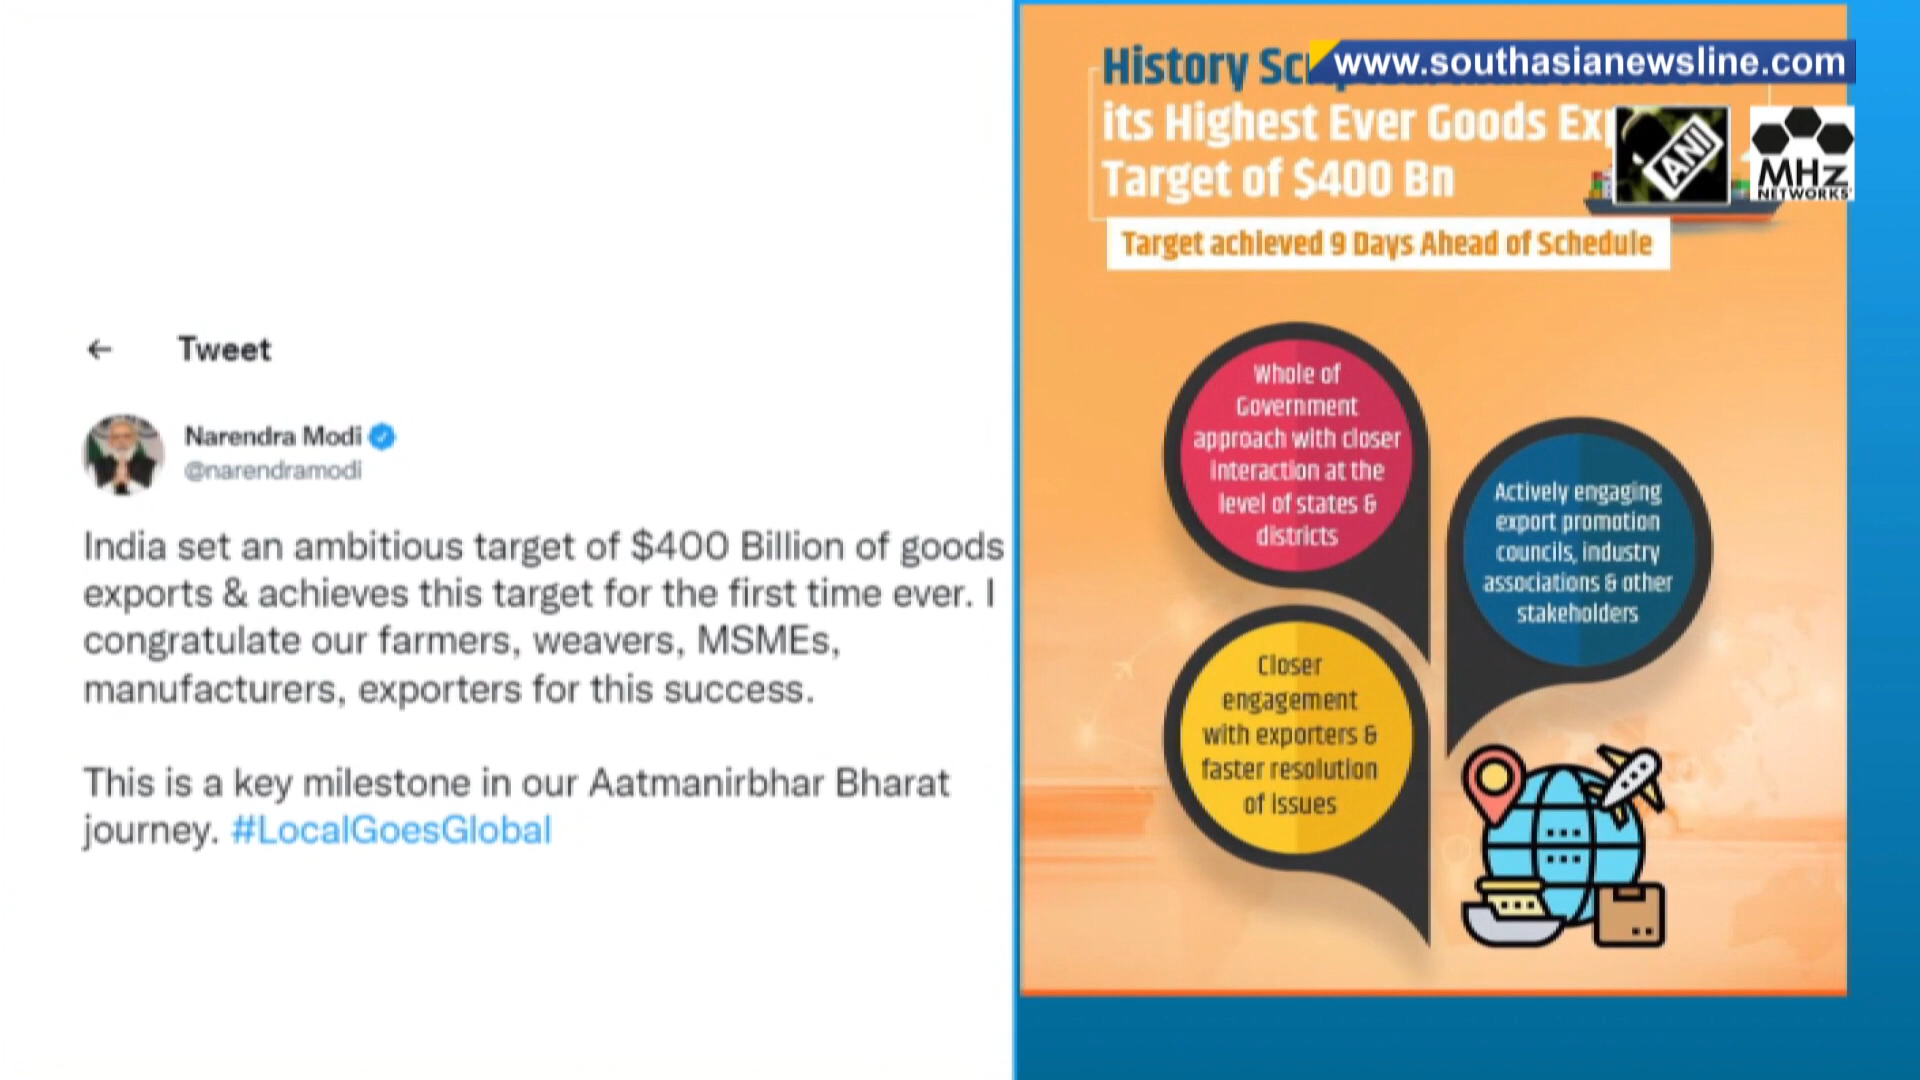 Tweet
Narendra Modi
@narendramodi
India set an ambitious target of $400 Billion of goods
exports & achieves this target for the first time ever. I
congratulate our farmers, weavers, MSMEs,
manufacturers, exporters for this success.
This is a key milestone in our Aatmanirbhar Bharat
journey. #LocalGoesGlobal
www.southasianewsline.com
ANI
MHz
NETWORKS
History
its Highest Ever Goods
Target of $400 Bn
Target achieved 9 Days Ahead of Schedule
Whole of
Government
approach with closer
interaction at the
level of states &
districts
Actively engaging
export promotion
councils, industry
associations & other
stakeholders
Closer
engagement
with exporters &
faster resolution
of issues